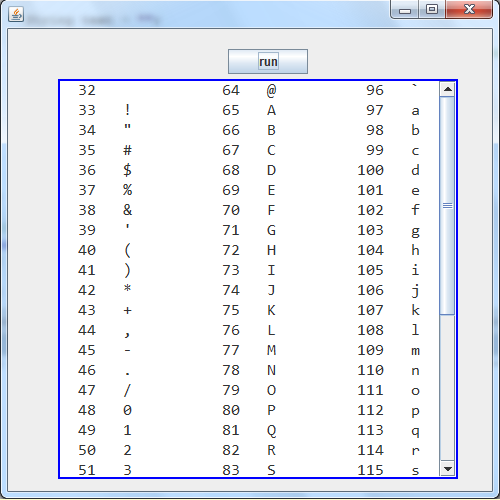 run
32 64 @ 96 `
33 ! 65 A 97 a
34 " 66 B 98 b
35 # 67 C 99 c
36 $ 68 D 100 d
37 % 69 E 101 e
38 & 70 F 102 f
39 ' 71 G 103 g
40 ( 72 H 104 h
41 ) 73 I 105 i
42 * 74 J 106 j
43 + 75 K 107 k
44 , 76 L 108 l
45 - 77 M 109 m
46 . 78 N 110 n
47 / 79 O 111 o
48 0 80 P 112 p
49 1 81 Q 113 q
50 2 82 R 114 r
51 3 83 S 115 s